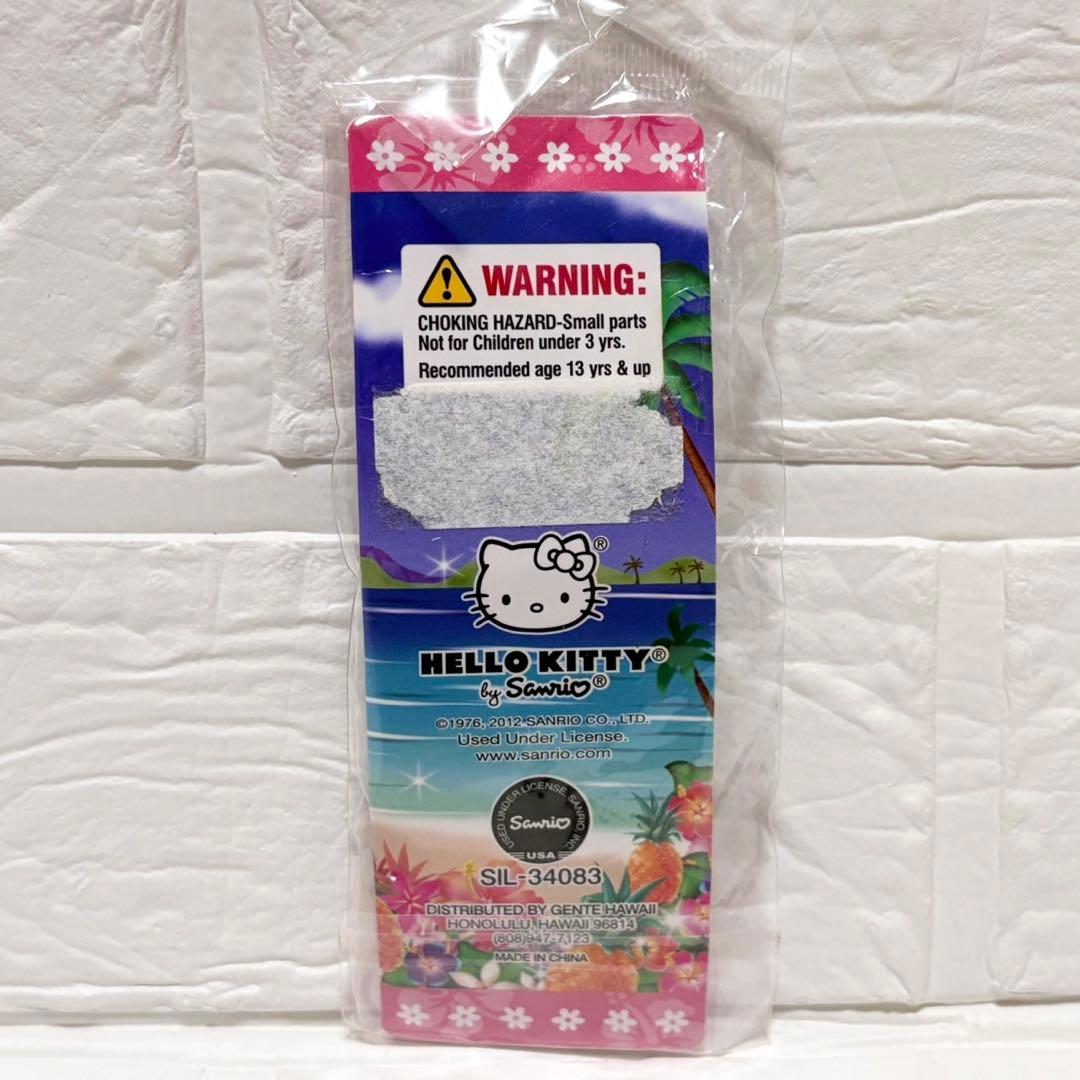 WARNING:
CHOKING HAZARD-Small parts
Not for Children under 3 yrs.
Recommended age 13 yrs & up
®
HELLO KITTY®
by Sanrio®
©1976, 2012 SANRIO CO., LTD.
Used Under License.
www.sanrio.com
USED UNDER LICENSE, SANRIO, INC.
Sanrio
USA
SIL-34083
DISTRIBUTED BY GENTE HAWAII
HONOLULU, HAWAII 96814
(808)947-7123
MADE IN CHINA